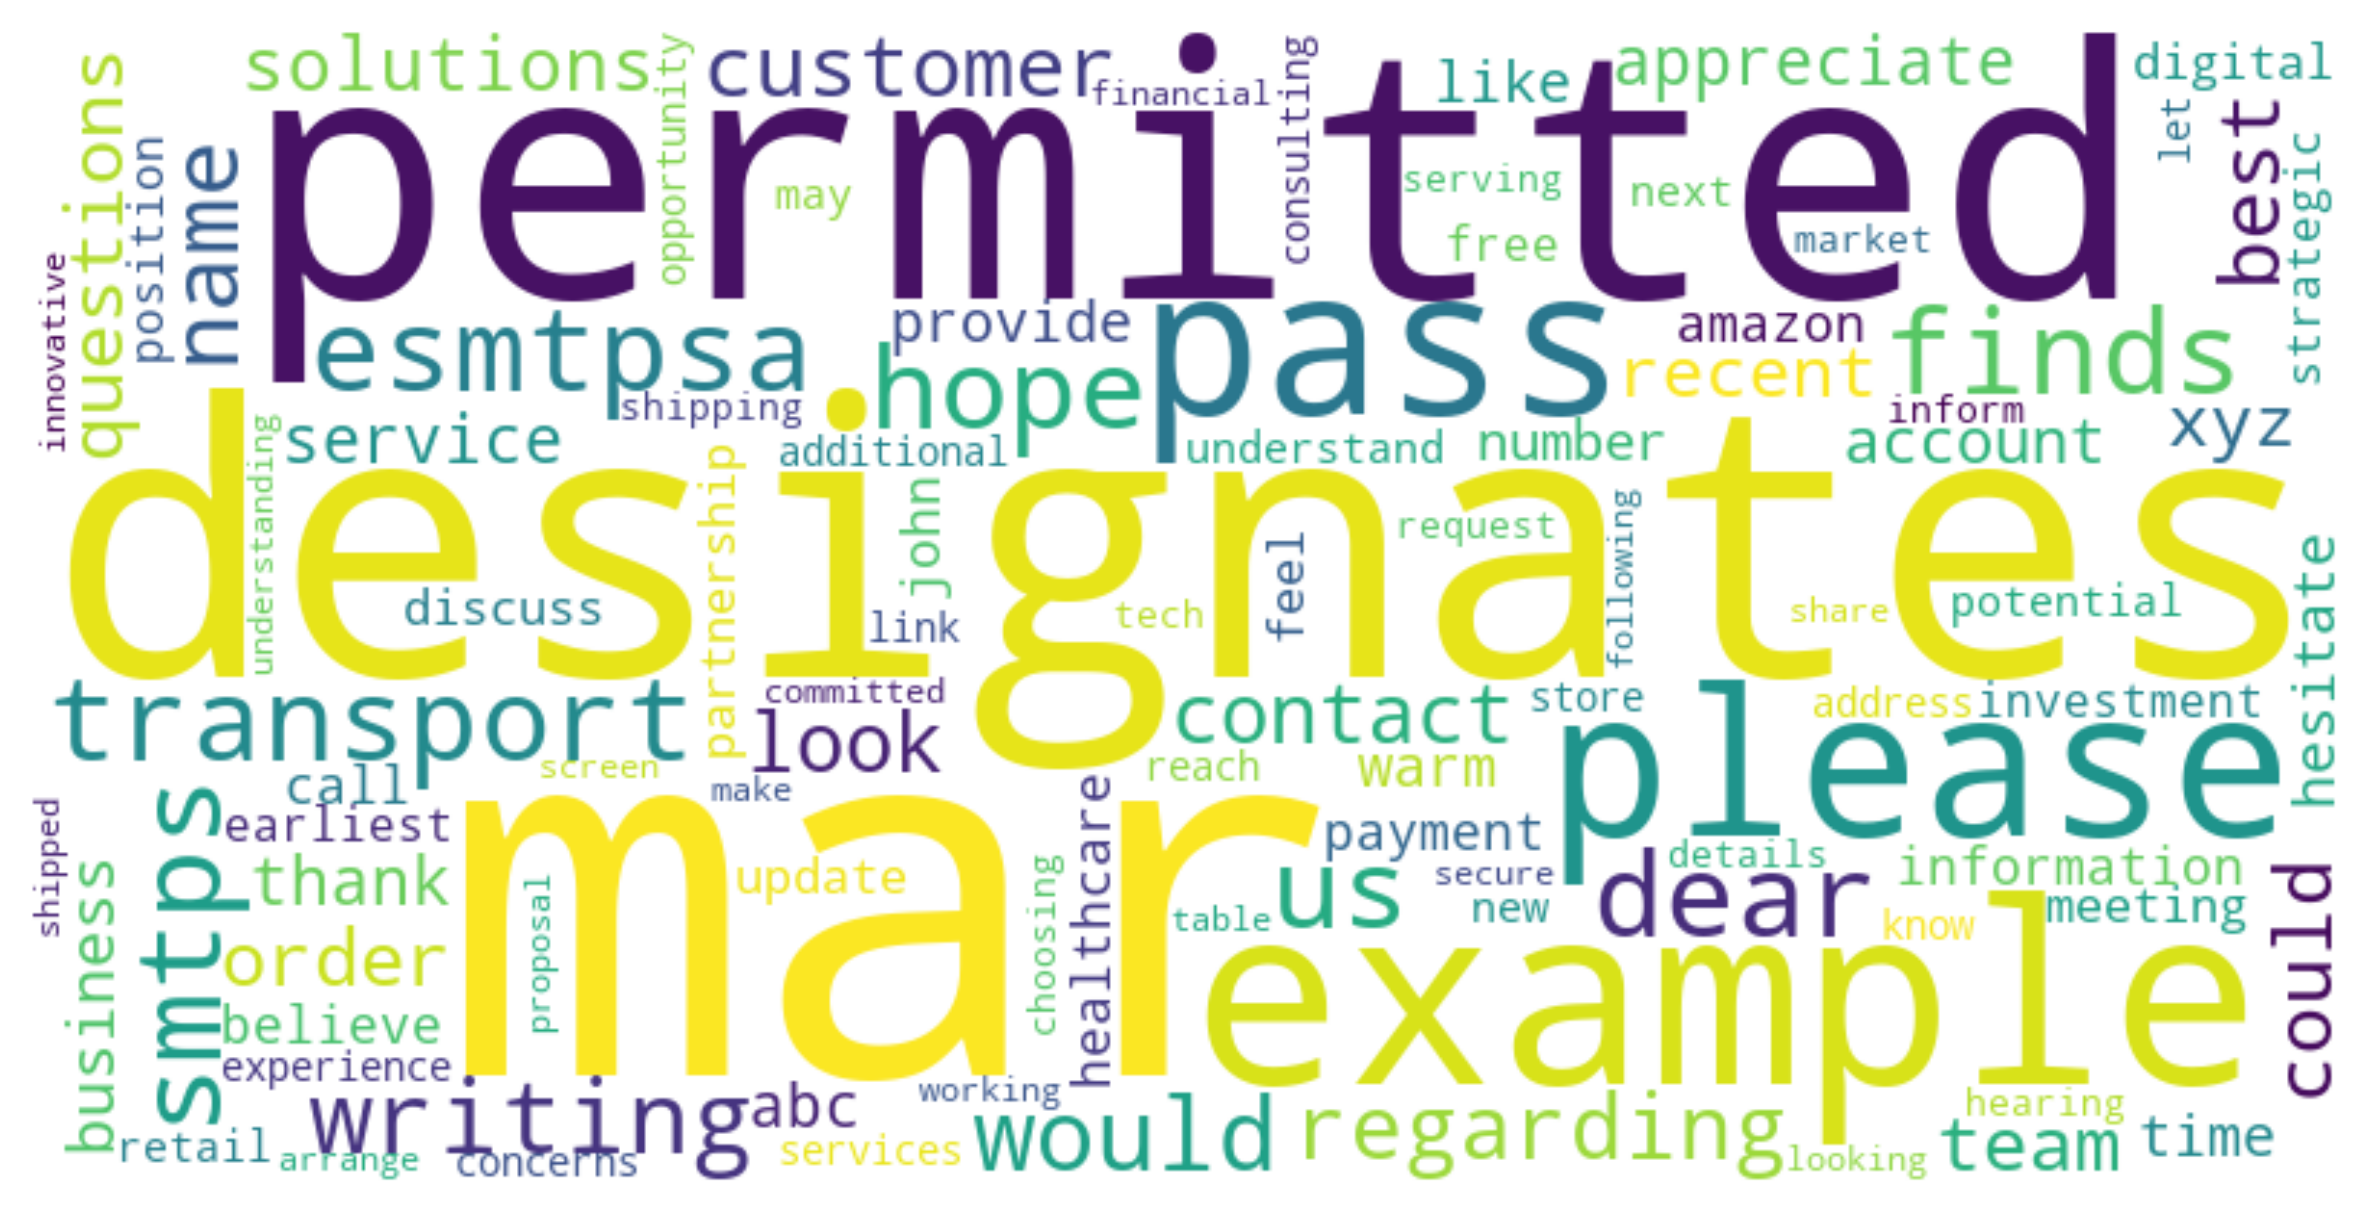 solutions
opportunity
customer
financial
consulting
like
appreciate
digital
questions
position
name
permitted
may
serving
next
free
market
let
best
strategic
innovative
esmtpsa
provide
pass
amazon
recent
finds
shipping
hope
inform
service
additional
understand
number
account
xyz
understanding
designates
partnership
john
request
following
feel
discuss
link
tech
share
potential
hesitate
transport
committed
look
contact
store
address
investment
please
call
screen
make
reach
warm
shipped
smtps
earliest
mar
healthcare
payment
thank
update
choosing
us
secure
details
dear
information
business
proposal
table
new
know
meeting
could
order
example
believe
experience
writing
abc
working
would
regarding
hearing
team
time
retail
arrange
concerns
services
looking